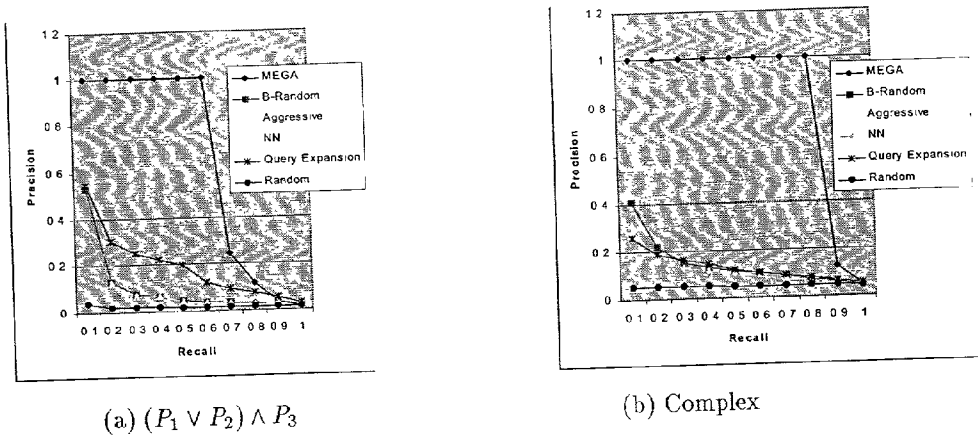 1 2
1
0 8
0 6
0 4
0 2
0
Precision
0 1 0 2 0 3 0 4 0 5 0 6 0 7 0 8 0 9 1
Recall
MEGA
B-Random
Aggressive
NN
Query Expansion
Random
(a) (P₁ ∨ P₂) ∧ P₃
1 2
1
0 8
0 6
0 4
0 2
0
Precision
0 1 0 2 0 3 0 4 0 5 0 6 0 7 0 8 0 9 1
Recall
MEGA
B-Random
Aggressive
NN
Query Expansion
Random
(b) Complex